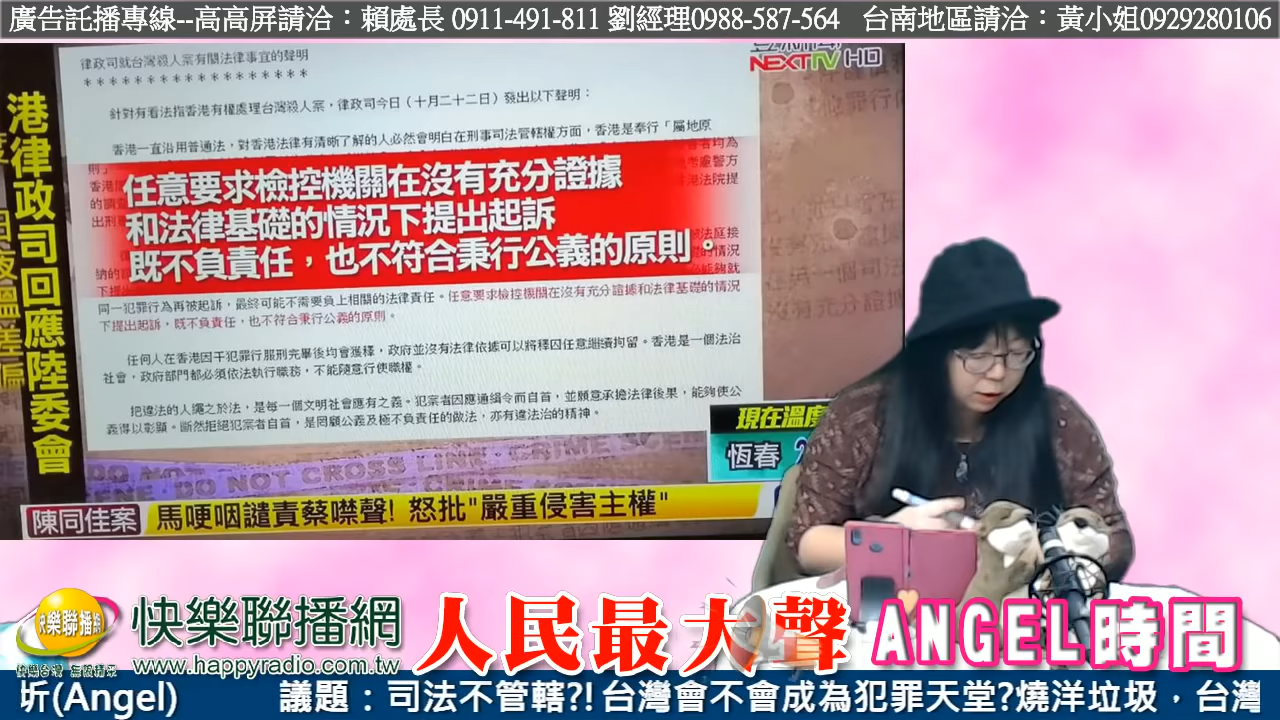 廣告託播專線--高高屏請洽：賴處長 0911-491-811 劉經理0988-587-564 台南地區請洽：黃小姐0929280106
律政司就台灣殺人案有關法律事宜的聲明
* * * * * * * * * * * * * * * * * *
NEXTTV HD
針對有看法指香港有權處理台灣殺人案，律政司今日（十月二十二日）發出以下聲明：
香港一直沿用普通法，對香港法律有清晰了解的人必然會明白在刑事司法管轄權方面，香港是奉行「屬地原
任意要求檢控機關在沒有充分證據
和法律基礎的情況下提出起訴
既不負責任，也不符合秉行公義的原則。
同一犯罪行為再被起訴，最終可能不需要負上相關的法律責任。任意要求檢控機關在沒有充分證據和法律基礎的情況
下提出起訴，既不負責任，也不符合秉行公義的原則。
任何人在香港因干犯罪行服刑完畢後均會獲釋，政府並沒有法律依據可以將釋囚任意繼續拘留。香港是一個法治
社會，政府部門都必須依法執行職務，不能隨意行使職權。
把違法的人繩之於法，是每一個文明社會應有之義。犯案者因應通緝令而自首，並願意承擔法律後果，能夠使公
義得以彰顯。斷然拒絕犯案者自首，是罔顧公義及極不負責任的做法，亦有違法治的精神。
港律政司回應陸委會
現在溫度
恆春 2
DO NOT CROSS LINE
陳同佳案 馬哽咽譴責蔡噤聲! 怒批"嚴重侵害主權"
快樂聯播網
快樂聯播網
www.happyradio.com.tw
人民最大聲 ANGEL時間
圻(Angel) 議題：司法不管轄?! 台灣會不會成為犯罪天堂?燒洋垃圾，台灣